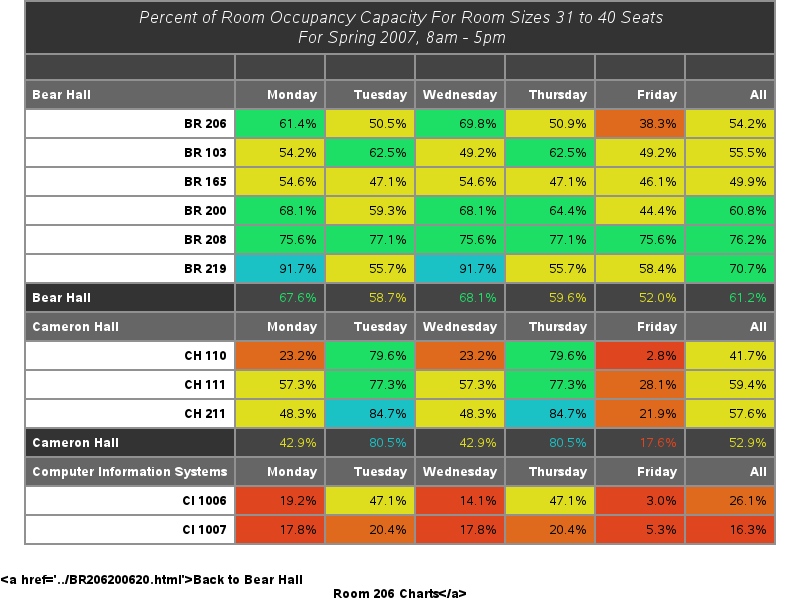 Percent of Room Occupancy Capacity For Room Sizes 31 to 40 Seats
For Spring 2007, 8am - 5pm
Bear Hall Monday Tuesday Wednesday Thursday Friday All
BR 206 61.4% 50.5% 69.8% 50.9% 38.3% 54.2%
BR 103 54.2% 62.5% 49.2% 62.5% 49.2% 55.5%
BR 165 54.6% 47.1% 54.6% 47.1% 46.1% 49.9%
BR 200 68.1% 59.3% 68.1% 64.4% 44.4% 60.8%
BR 208 75.6% 77.1% 75.6% 77.1% 75.6% 76.2%
BR 219 91.7% 55.7% 91.7% 55.7% 58.4% 70.7%
Bear Hall 67.6% 58.7% 68.1% 59.6% 52.0% 61.2%
Cameron Hall Monday Tuesday Wednesday Thursday Friday All
CH 110 23.2% 79.6% 23.2% 79.6% 2.8% 41.7%
CH 111 57.3% 77.3% 57.3% 77.3% 28.1% 59.4%
CH 211 48.3% 84.7% 48.3% 84.7% 21.9% 57.6%
Cameron Hall 42.9% 80.5% 42.9% 80.5% 17.6% 52.9%
Computer Information Systems Monday Tuesday Wednesday Thursday Friday All
CI 1006 19.2% 47.1% 14.1% 47.1% 3.0% 26.1%
CI 1007 17.8% 20.4% 17.8% 20.4% 5.3% 16.3%
<a href='../BR206200620.html'>Back to Bear Hall
Room 206 Charts</a>